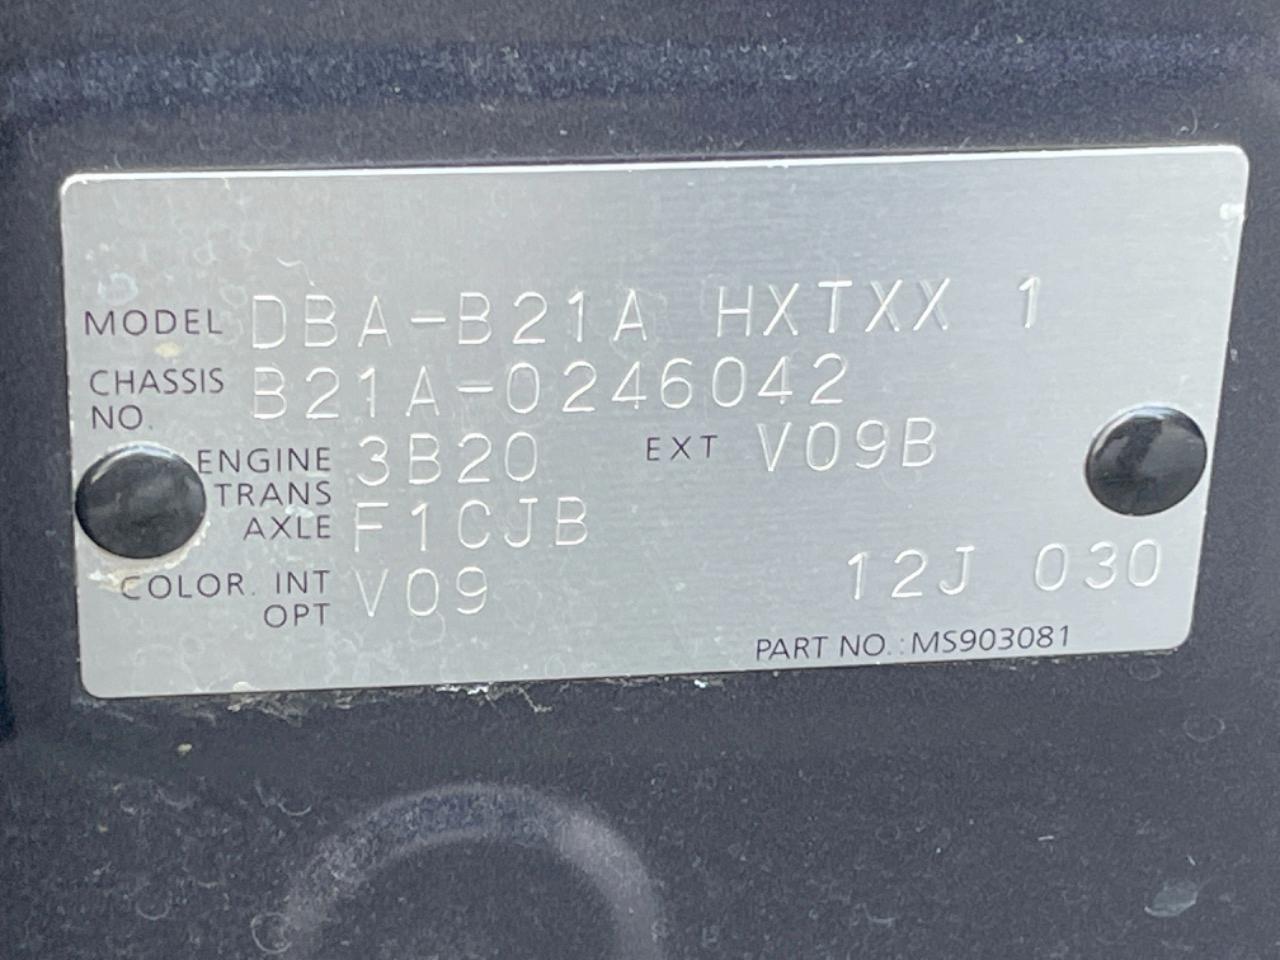 MODEL DBA-B21A HXTXX 1
CHASSIS NO. B21A-0246042
ENGINE 3B20 EXT V09B
TRANS AXLE F1CJB
COLOR. INT OPT V09 12J 030
PART NO.:MS903081